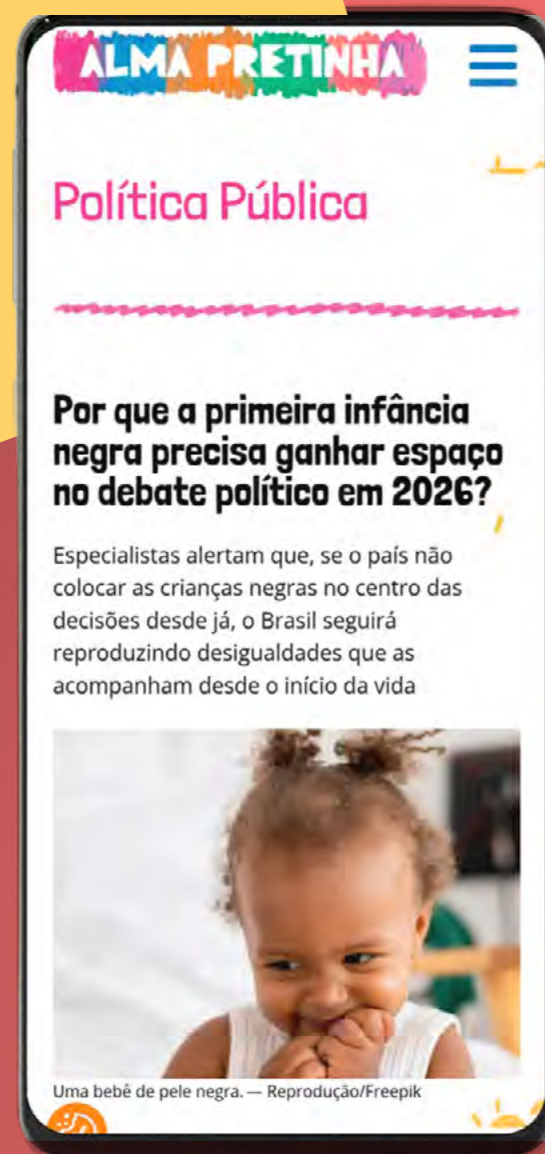 ALMA PRETINHA
Política Pública
Por que a primeira infância
negra precisa ganhar espaço
no debate político em 2026?
Especialistas alertam que, se o país não
colocar as crianças negras no centro das
decisões desde já, o Brasil seguirá
reproduzindo desigualdades que as
acompanham desde o início da vida
Uma bebê de pele negra. — Reprodução/Freepik